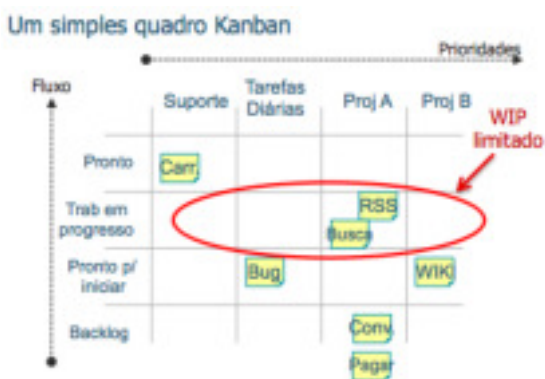 Um simples quadro Kanban
Prioridades
Fluxo
Suporte
Tarefas
Diárias
Proj A
Proj B
WIP
limitado
Pronto
Carr.
Trab em
progresso
RSS
Busca
Pronto p/
iniciar
Bug
WIKI
Backlog
Conv.
Pagar